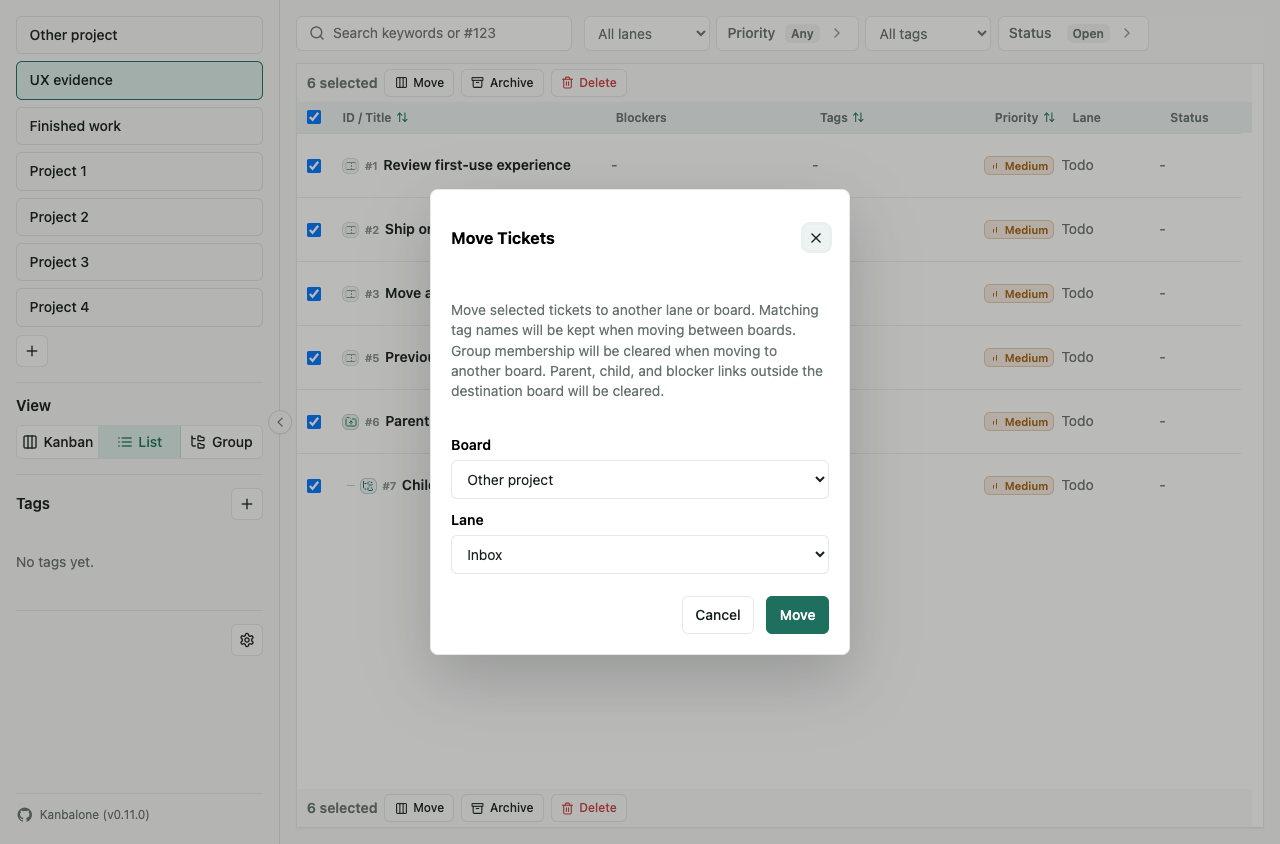 Other project
UX evidence
Finished work
Project 1
Project 2
Project 3
Project 4
View
Kanban List Group
Tags
No tags yet.
Kanbalone (v0.11.0)
Search keywords or #123
All lanes
Priority Any
All tags
Status Open
6 selected Move Archive Delete
ID / Title Blockers Tags Priority Lane Status
#1 Review first-use experience - - Medium Todo -
#2 Ship Medium Todo -
#3 Move Medium Todo -
#5 Medium Todo -
#6 Parent Medium Todo -
#7 Medium Todo -
Move Tickets
Move selected tickets to another lane or board. Matching
tag names will be kept when moving between boards.
Group membership will be cleared when moving to
another board. Parent, child, and blocker links outside the
destination board will be cleared.
Board
Other project
Lane
Inbox
Cancel Move
6 selected Move Archive Delete